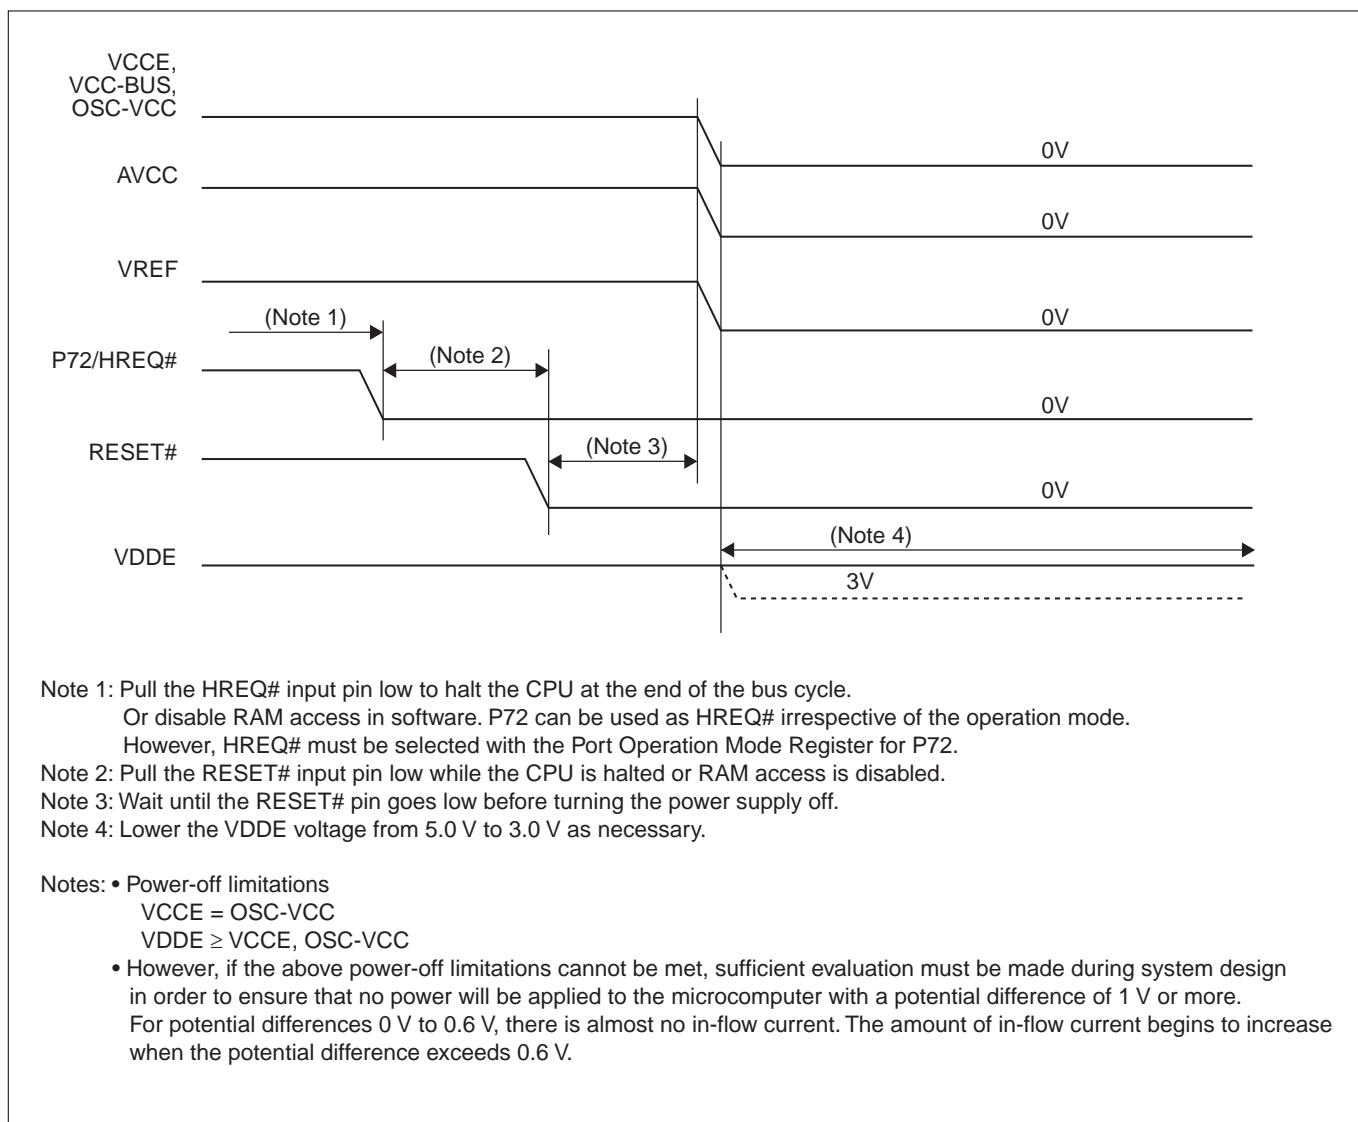 VCCE,
VCC-BUS,
OSC-VCC
0V
AVCC
0V
VREF
0V
(Note 1)
P72/HREQ#
(Note 2)
0V
RESET#
(Note 3)
0V
VDDE
(Note 4)
3V
Note 1: Pull the HREQ# input pin low to halt the CPU at the end of the bus cycle.
Or disable RAM access in software. P72 can be used as HREQ# irrespective of the operation mode.
However, HREQ# must be selected with the Port Operation Mode Register for P72.
Note 2: Pull the RESET# input pin low while the CPU is halted or RAM access is disabled.
Note 3: Wait until the RESET# pin goes low before turning the power supply off.
Note 4: Lower the VDDE voltage from 5.0 V to 3.0 V as necessary.
Notes: • Power-off limitations
VCCE = OSC-VCC
VDDE ≥ VCCE, OSC-VCC
• However, if the above power-off limitations cannot be met, sufficient evaluation must be made during system design
in order to ensure that no power will be applied to the microcomputer with a potential difference of 1 V or more.
For potential differences 0 V to 0.6 V, there is almost no in-flow current. The amount of in-flow current begins to increase
when the potential difference exceeds 0.6 V.